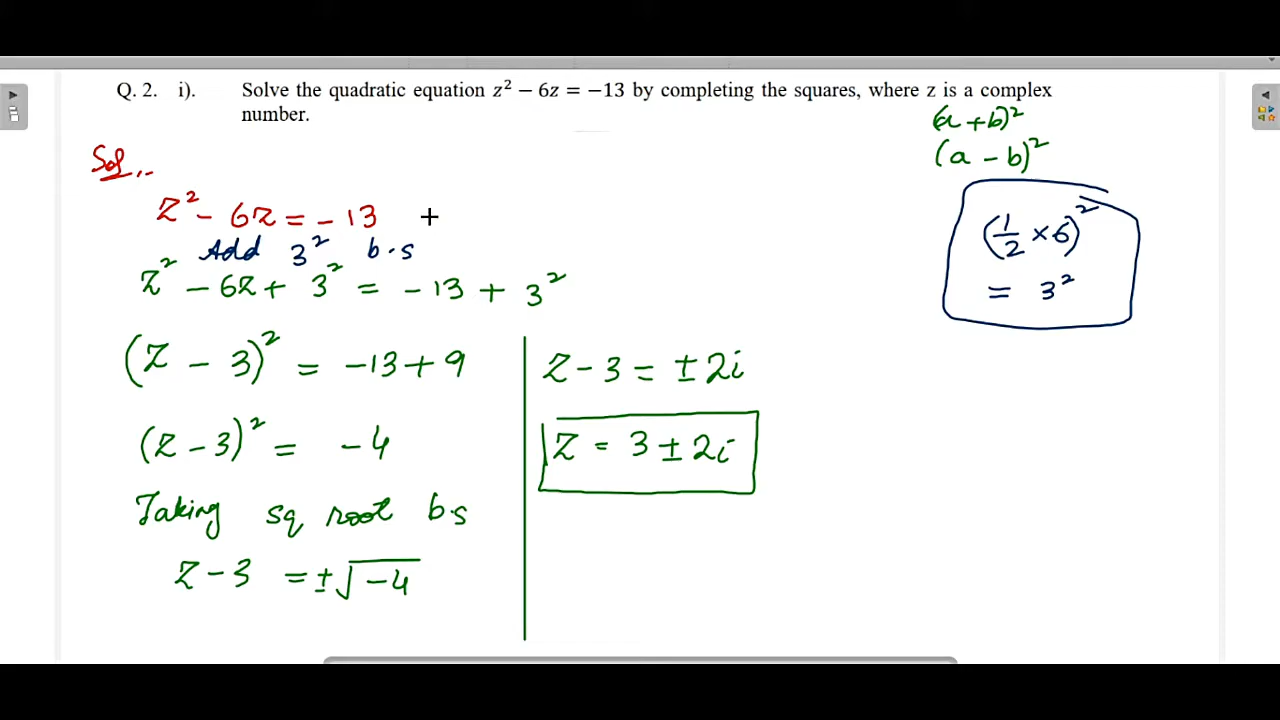 Q. 2. i). Solve the quadratic equation z² − 6z = −13 by completing the squares, where z is a complex
number.
(a + b)²
(a − b)²
Sol..
z² − 6z = − 13
Add 3² b.s
z² − 6z + 3² = − 13 + 3²
(z − 3)² = −13 + 9
(z − 3)² = − 4
Taking sq root b.s
z − 3 = ± √−4
z − 3 = ± 2i
z = 3 ± 2i
(1/2 × 6)²
= 3²